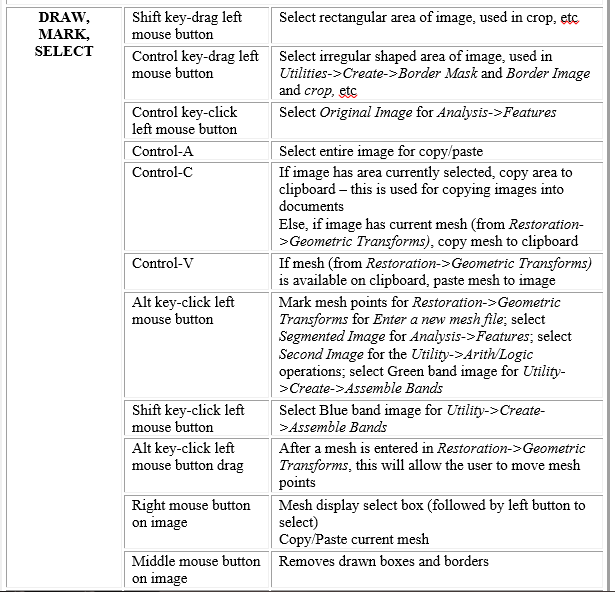 DRAW,
MARK,
SELECT
Shift key-drag left
mouse button
Select rectangular area of image, used in crop, etc
Control key-drag left
mouse button
Select irregular shaped area of image, used in
Utilities->Create->Border Mask and Border Image
and crop, etc
Control key-click
left mouse button
Select Original Image for Analysis->Features
Control-A
Select entire image for copy/paste
Control-C
If image has area currently selected, copy area to
clipboard – this is used for copying images into
documents
Else, if image has current mesh (from Restoration-
>Geometric Transforms), copy mesh to clipboard
Control-V
If mesh (from Restoration->Geometric Transforms)
is available on clipboard, paste mesh to image
Alt key-click left
mouse button
Mark mesh points for Restoration->Geometric
Transforms for Enter a new mesh file; select
Segmented Image for Analysis->Features; select
Second Image for the Utility->Arith/Logic
operations; select Green band image for Utility-
>Create->Assemble Bands
Shift key-click left
mouse button
Select Blue band image for Utility->Create-
>Assemble Bands
Alt key-click left
mouse button drag
After a mesh is entered in Restoration->Geometric
Transforms, this will allow the user to move mesh
points
Right mouse button
on image
Mesh display select box (followed by left button to
select)
Copy/Paste current mesh
Middle mouse button
on image
Removes drawn boxes and borders